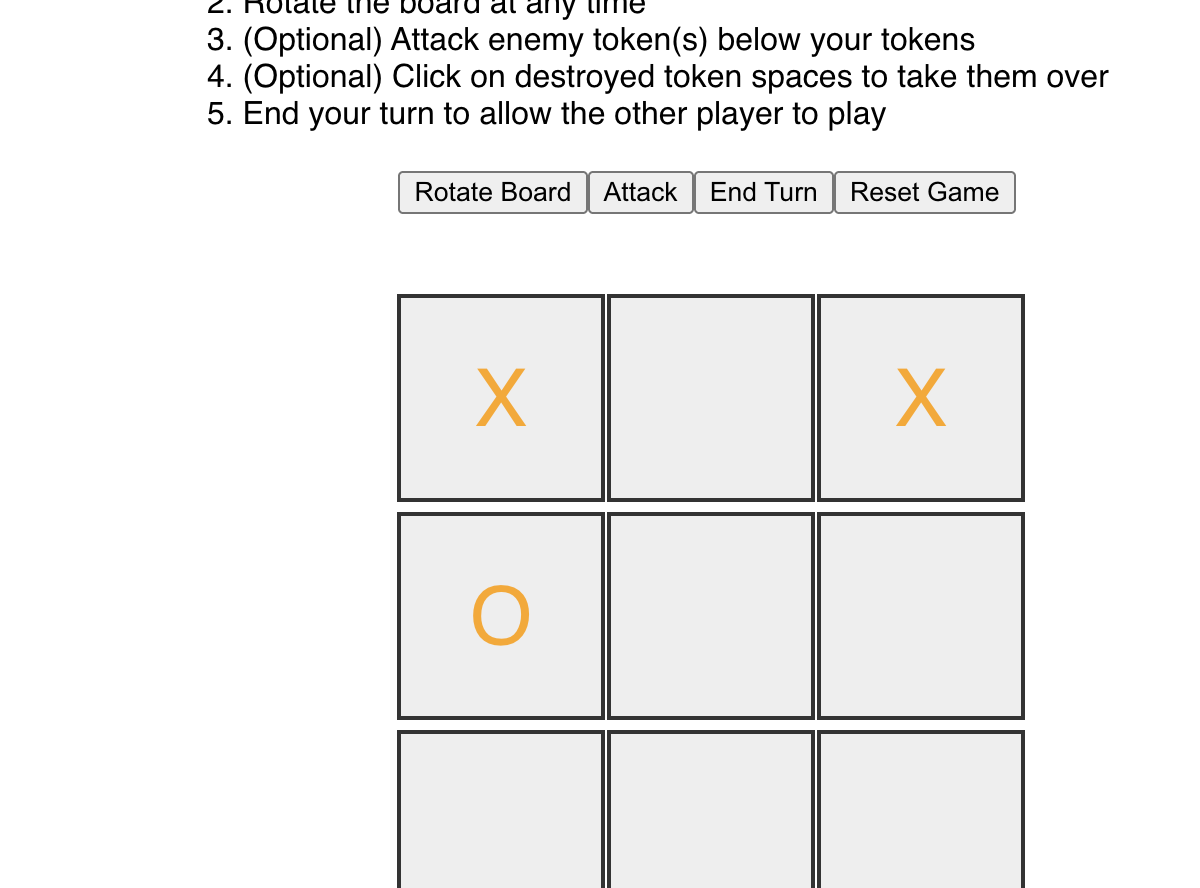 2. Rotate the board at any time
3. (Optional) Attack enemy token(s) below your tokens
4. (Optional) Click on destroyed token spaces to take them over
5. End your turn to allow the other player to play
Rotate Board Attack End Turn Reset Game
X X
O